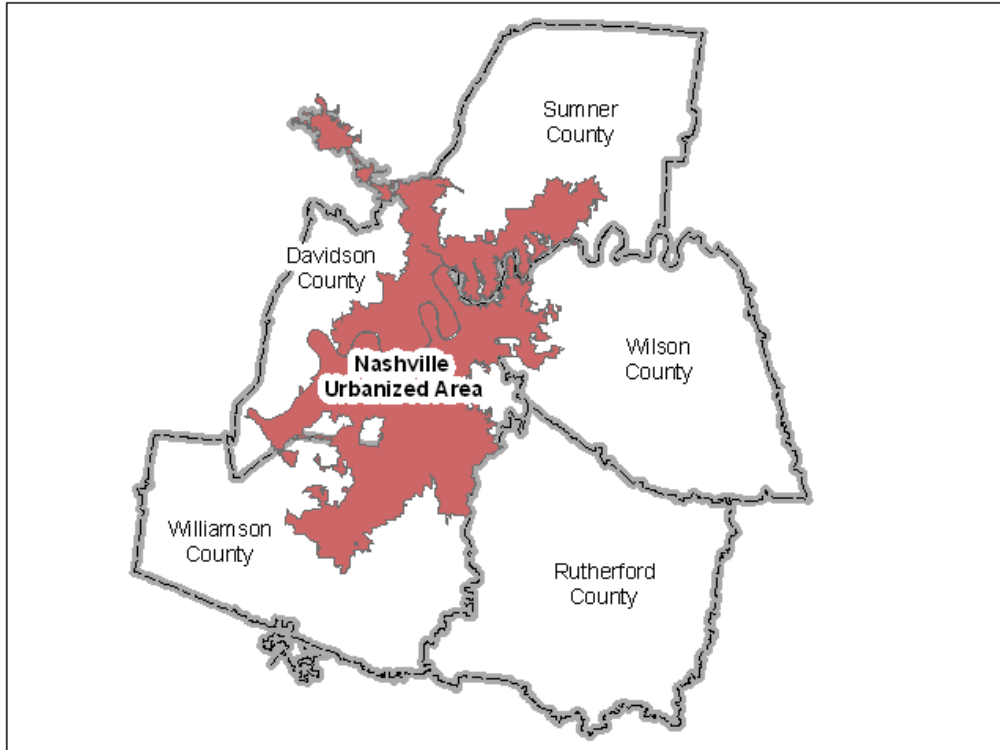 Sumner
County
Davidson
County
Wilson
County
Nashville
Urbanized Area
Williamson
County
Rutherford
County